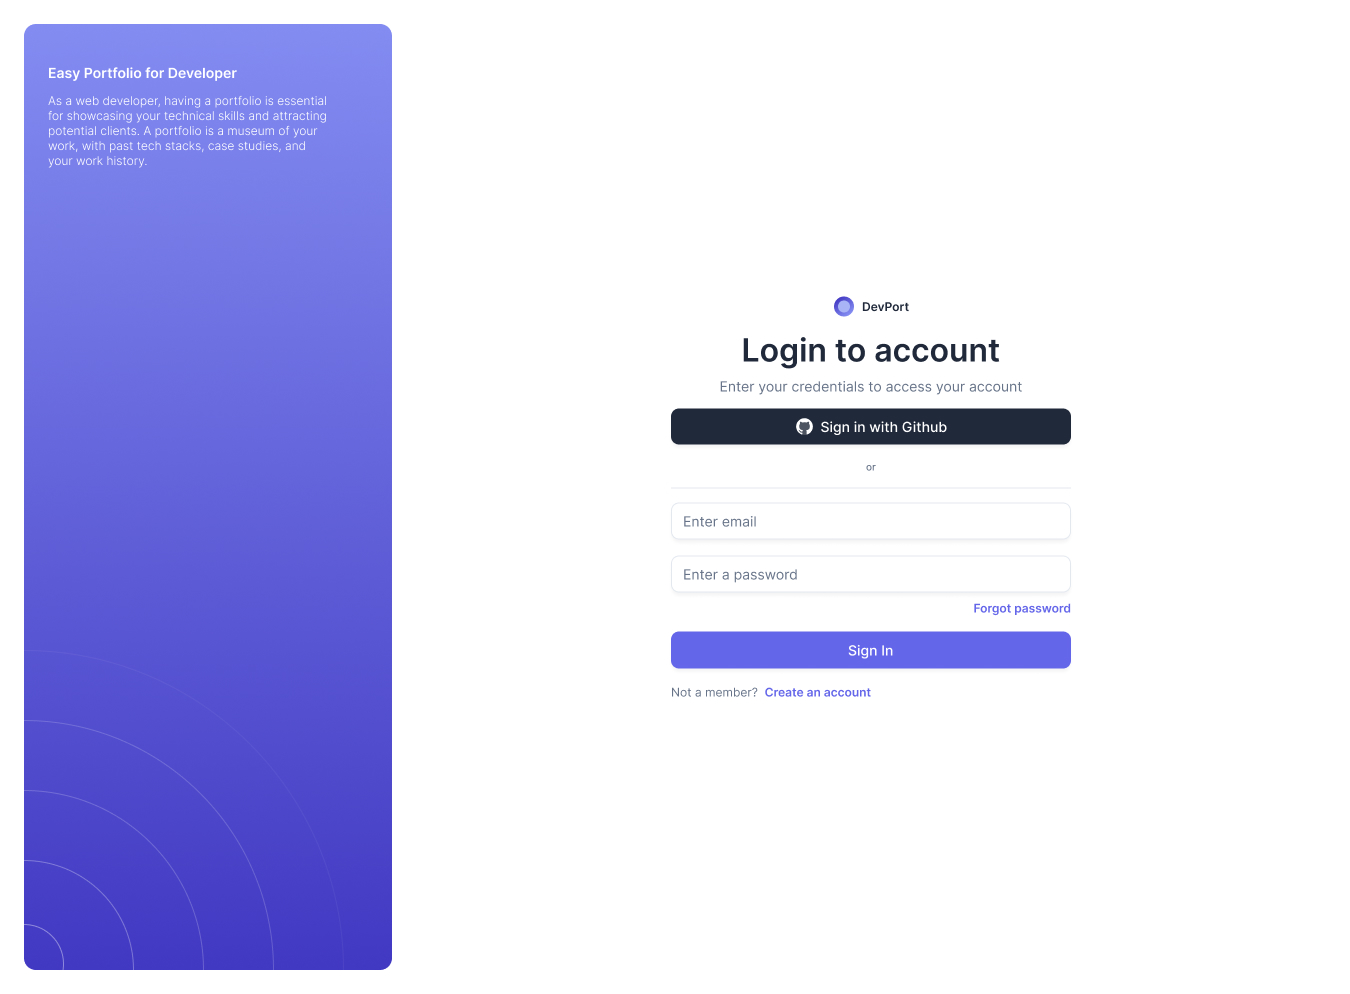 Easy Portfolio for Developer
As a web developer, having a portfolio is essential
for showcasing your technical skills and attracting
potential clients. A portfolio is a museum of your
work, with past tech stacks, case studies, and
your work history.
DevPort
Login to account
Enter your credentials to access your account
Sign in with Github
or
Enter email
Enter a password
Forgot password
Sign In
Not a member? Create an account